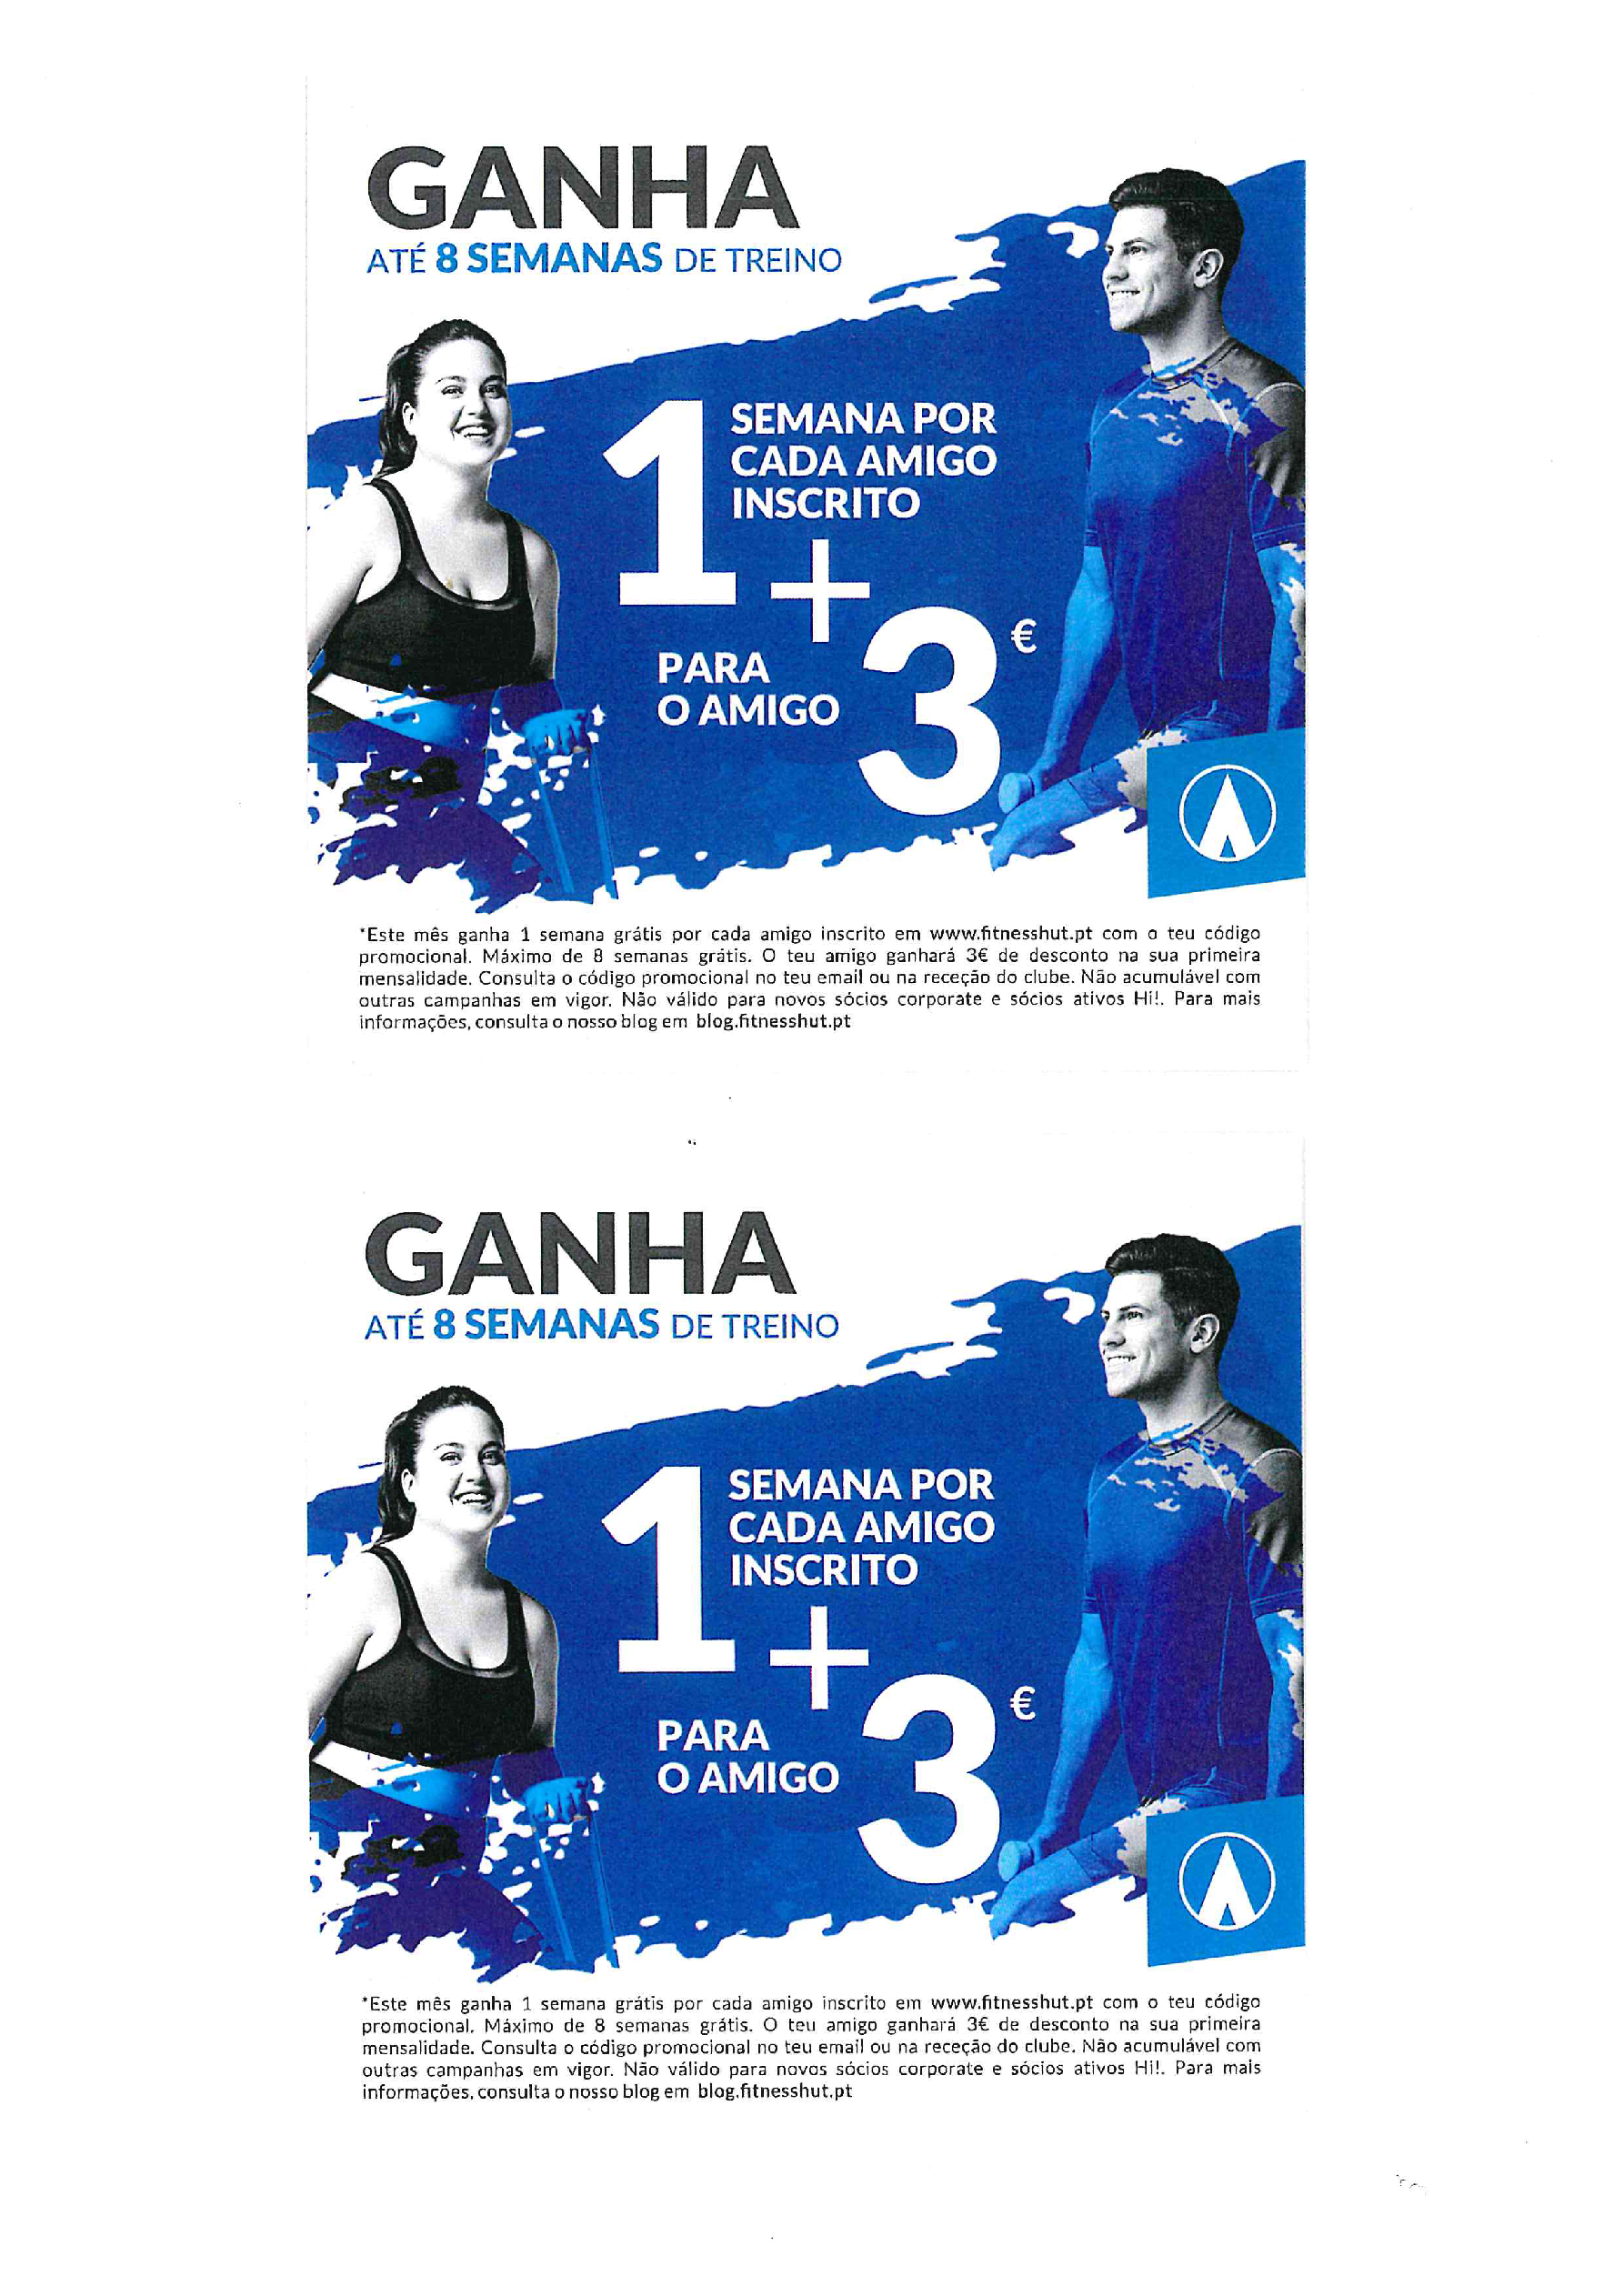 GANHA
ATÉ 8 SEMANAS DE TREINO
1 SEMANA POR
CADA AMIGO
INSCRITO
+
PARA
O AMIGO
3€
*Este mês ganha 1 semana grátis por cada amigo inscrito em www.fitnesshut.pt com o teu código
promocional. Máximo de 8 semanas grátis. O teu amigo ganhará 3€ de desconto na sua primeira
mensalidade. Consulta o código promocional no teu email ou na receção do clube. Não acumulável com
outras campanhas em vigor. Não válido para novos sócios corporate e sócios ativos Hi!. Para mais
informações, consulta o nosso blog em blog.fitnesshut.pt
GANHA
ATÉ 8 SEMANAS DE TREINO
1 SEMANA POR
CADA AMIGO
INSCRITO
+
PARA
O AMIGO
3€
*Este mês ganha 1 semana grátis por cada amigo inscrito em www.fitnesshut.pt com o teu código
promocional. Máximo de 8 semanas grátis. O teu amigo ganhará 3€ de desconto na sua primeira
mensalidade. Consulta o código promocional no teu email ou na receção do clube. Não acumulável com
outras campanhas em vigor. Não válido para novos sócios corporate e sócios ativos Hi!. Para mais
informações, consulta o nosso blog em blog.fitnesshut.pt